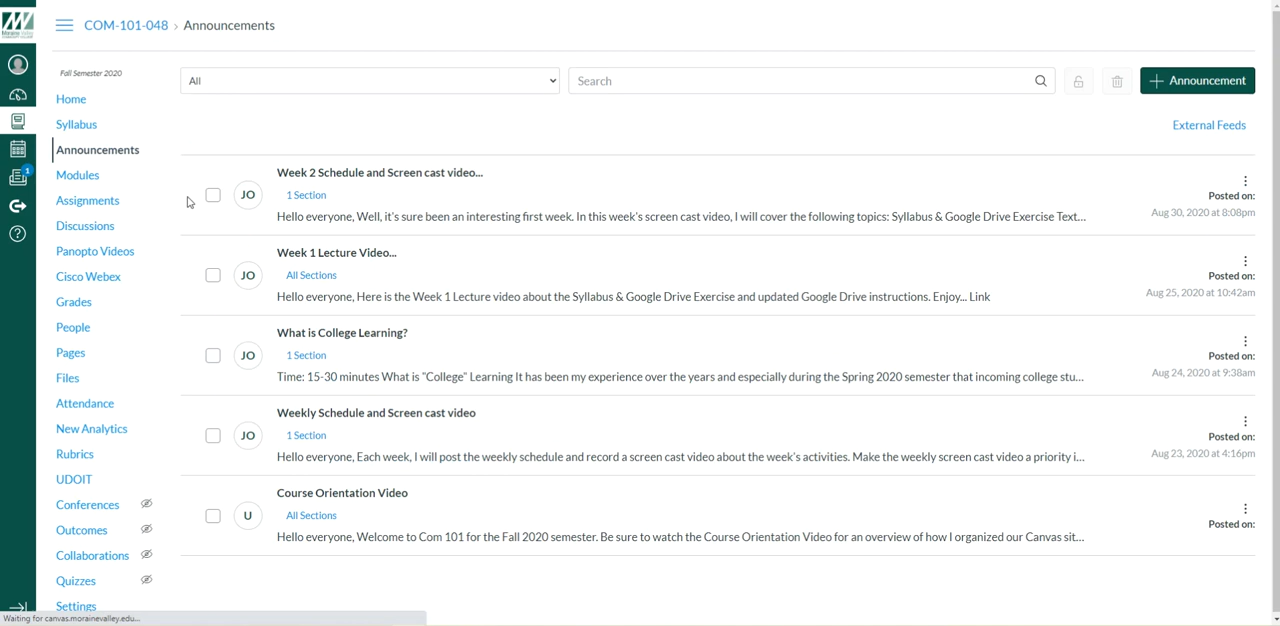 COM-101-048 › Announcements
Fall Semester 2020
All
Search
Announcement
External Feeds
Home
Syllabus
Announcements
Modules
Assignments
Discussions
Panopto Videos
Cisco Webex
Grades
People
Pages
Files
Attendance
New Analytics
Rubrics
UDOIT
Conferences
Outcomes
Collaborations
Quizzes
Settings
1
Week 2 Schedule and Screen cast video...
JO
1 Section
Hello everyone, Well, it's sure been an interesting first week. In this week's screen cast video, I will cover the following topics: Syllabus & Google Drive Exercise Text...
Posted on:
Aug 30, 2020 at 8:08pm
Week 1 Lecture Video...
JO
All Sections
Hello everyone, Here is the Week 1 Lecture video about the Syllabus & Google Drive Exercise and updated Google Drive instructions. Enjoy... Link
Posted on:
Aug 25, 2020 at 10:42am
What is College Learning?
JO
1 Section
Time: 15-30 minutes What is "College" Learning It has been my experience over the years and especially during the Spring 2020 semester that incoming college stu...
Posted on:
Aug 24, 2020 at 9:38am
Weekly Schedule and Screen cast video
JO
1 Section
Hello everyone, Each week, I will post the weekly schedule and record a screen cast video about the week's activities. Make the weekly screen cast video a priority i...
Posted on:
Aug 23, 2020 at 4:16pm
Course Orientation Video
U
All Sections
Hello everyone, Welcome to Com 101 for the Fall 2020 semester. Be sure to watch the Course Orientation Video for an overview of how I organized our Canvas sit...
Posted on:
Waiting for canvas.morainevalley.edu...